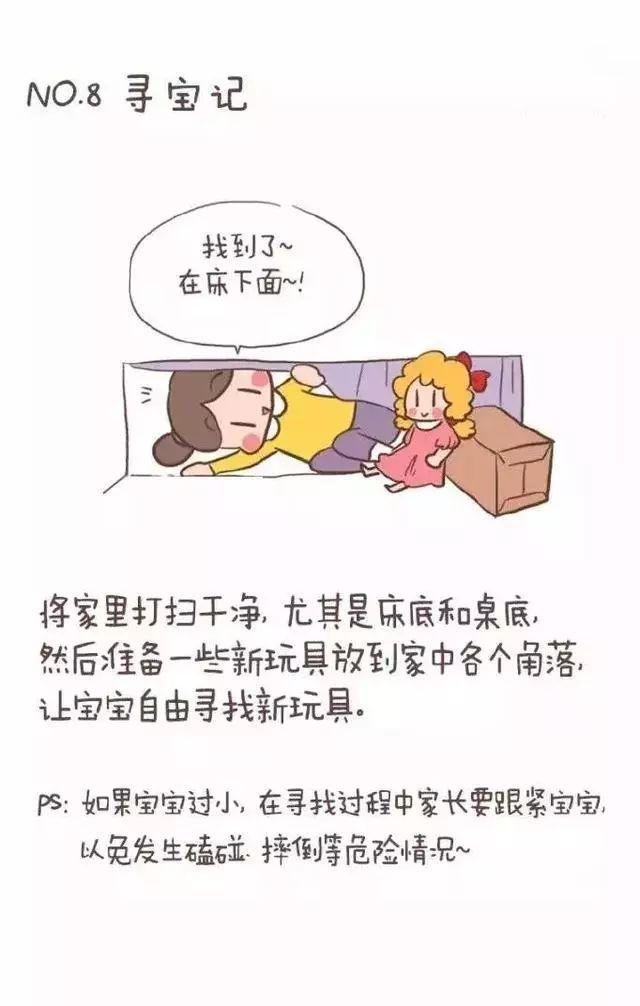 NO.8 寻宝记
找到了~
在床下面~!
将家里打扫干净, 尤其是床底和桌底,
然后准备一些新玩具放到家中各个角落,
让宝宝自由寻找新玩具。
PS: 如果宝宝过小, 在寻找过程中家长要跟紧宝宝,
以免发生磕碰、摔倒等危险情况~